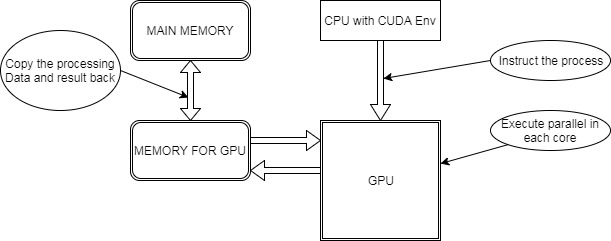 MAIN MEMORY
CPU with CUDA Env
Copy the processing
Data and result back
Instruct the process
MEMORY FOR GPU
Execute parallel in
each core
GPU